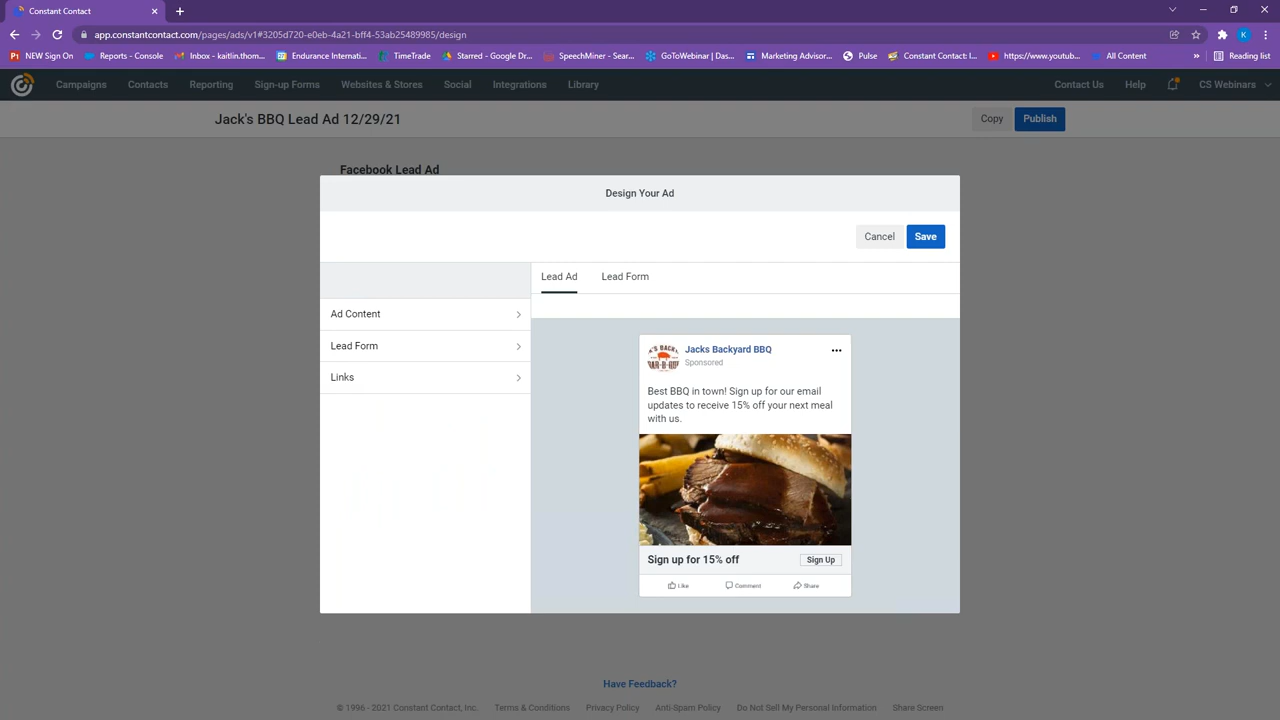 Constant Contact
app.constantcontact.com/pages/ads/v1#3205d720-e0eb-4a21-bff4-53ab25489985/design
K
NEW Sign On
Reports - Console
Inbox - kaitlin.thom...
Endurance Internati...
TimeTrade
Starred - Google Dr...
SpeechMiner - Sear...
GoToWebinar | Das...
Marketing Advisor...
Pulse
Constant Contact: I...
https://www.youtub...
All Content
»
Reading list
Campaigns
Contacts
Reporting
Sign-up Forms
Websites & Stores
Social
Integrations
Library
Contact Us
Help
CS Webinars
Jack's BBQ Lead Ad 12/29/21
Copy
Publish
Facebook Lead Ad
Design Your Ad
Cancel
Save
Lead Ad
Lead Form
Ad Content
Lead Form
Links
Jacks Backyard BBQ
Sponsored
Best BBQ in town! Sign up for our email
updates to receive 15% off your next meal
with us.
Sign up for 15% off
Sign Up
Like
Comment
Share
Have Feedback?
© 1996 - 2021 Constant Contact, Inc.
Terms & Conditions
Privacy Policy
Anti-Spam Policy
Do Not Sell My Personal Information
Share Screen